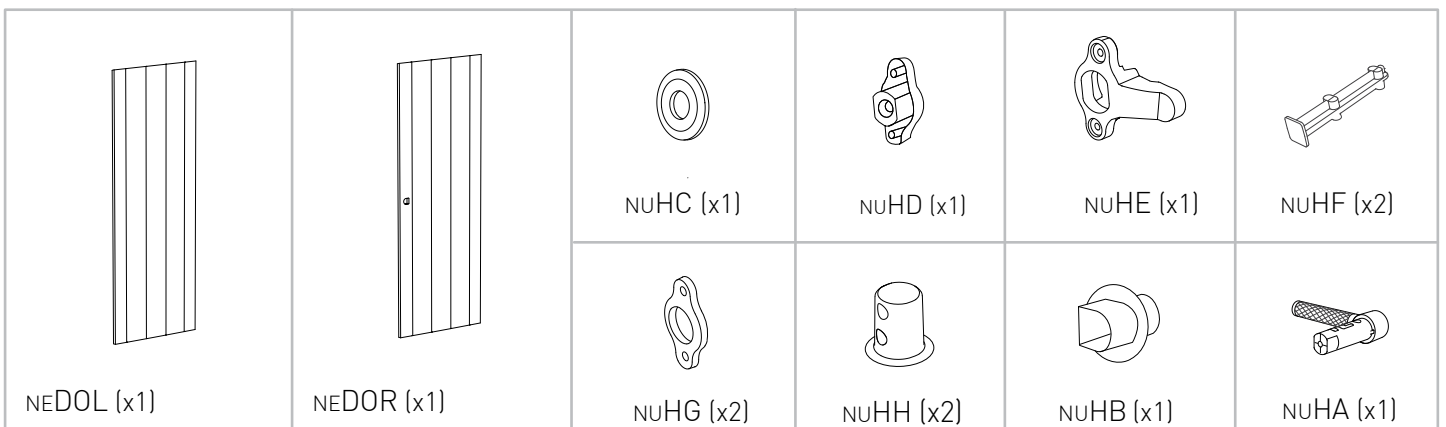 NUHC (x1)
NUHD (x1)
NUHE (x1)
NUHF (x2)
NEDOL (x1)
NEDOR (x1)
NUHG (x2)
NUHH (x2)
NUHB (x1)
NUHA (x1)